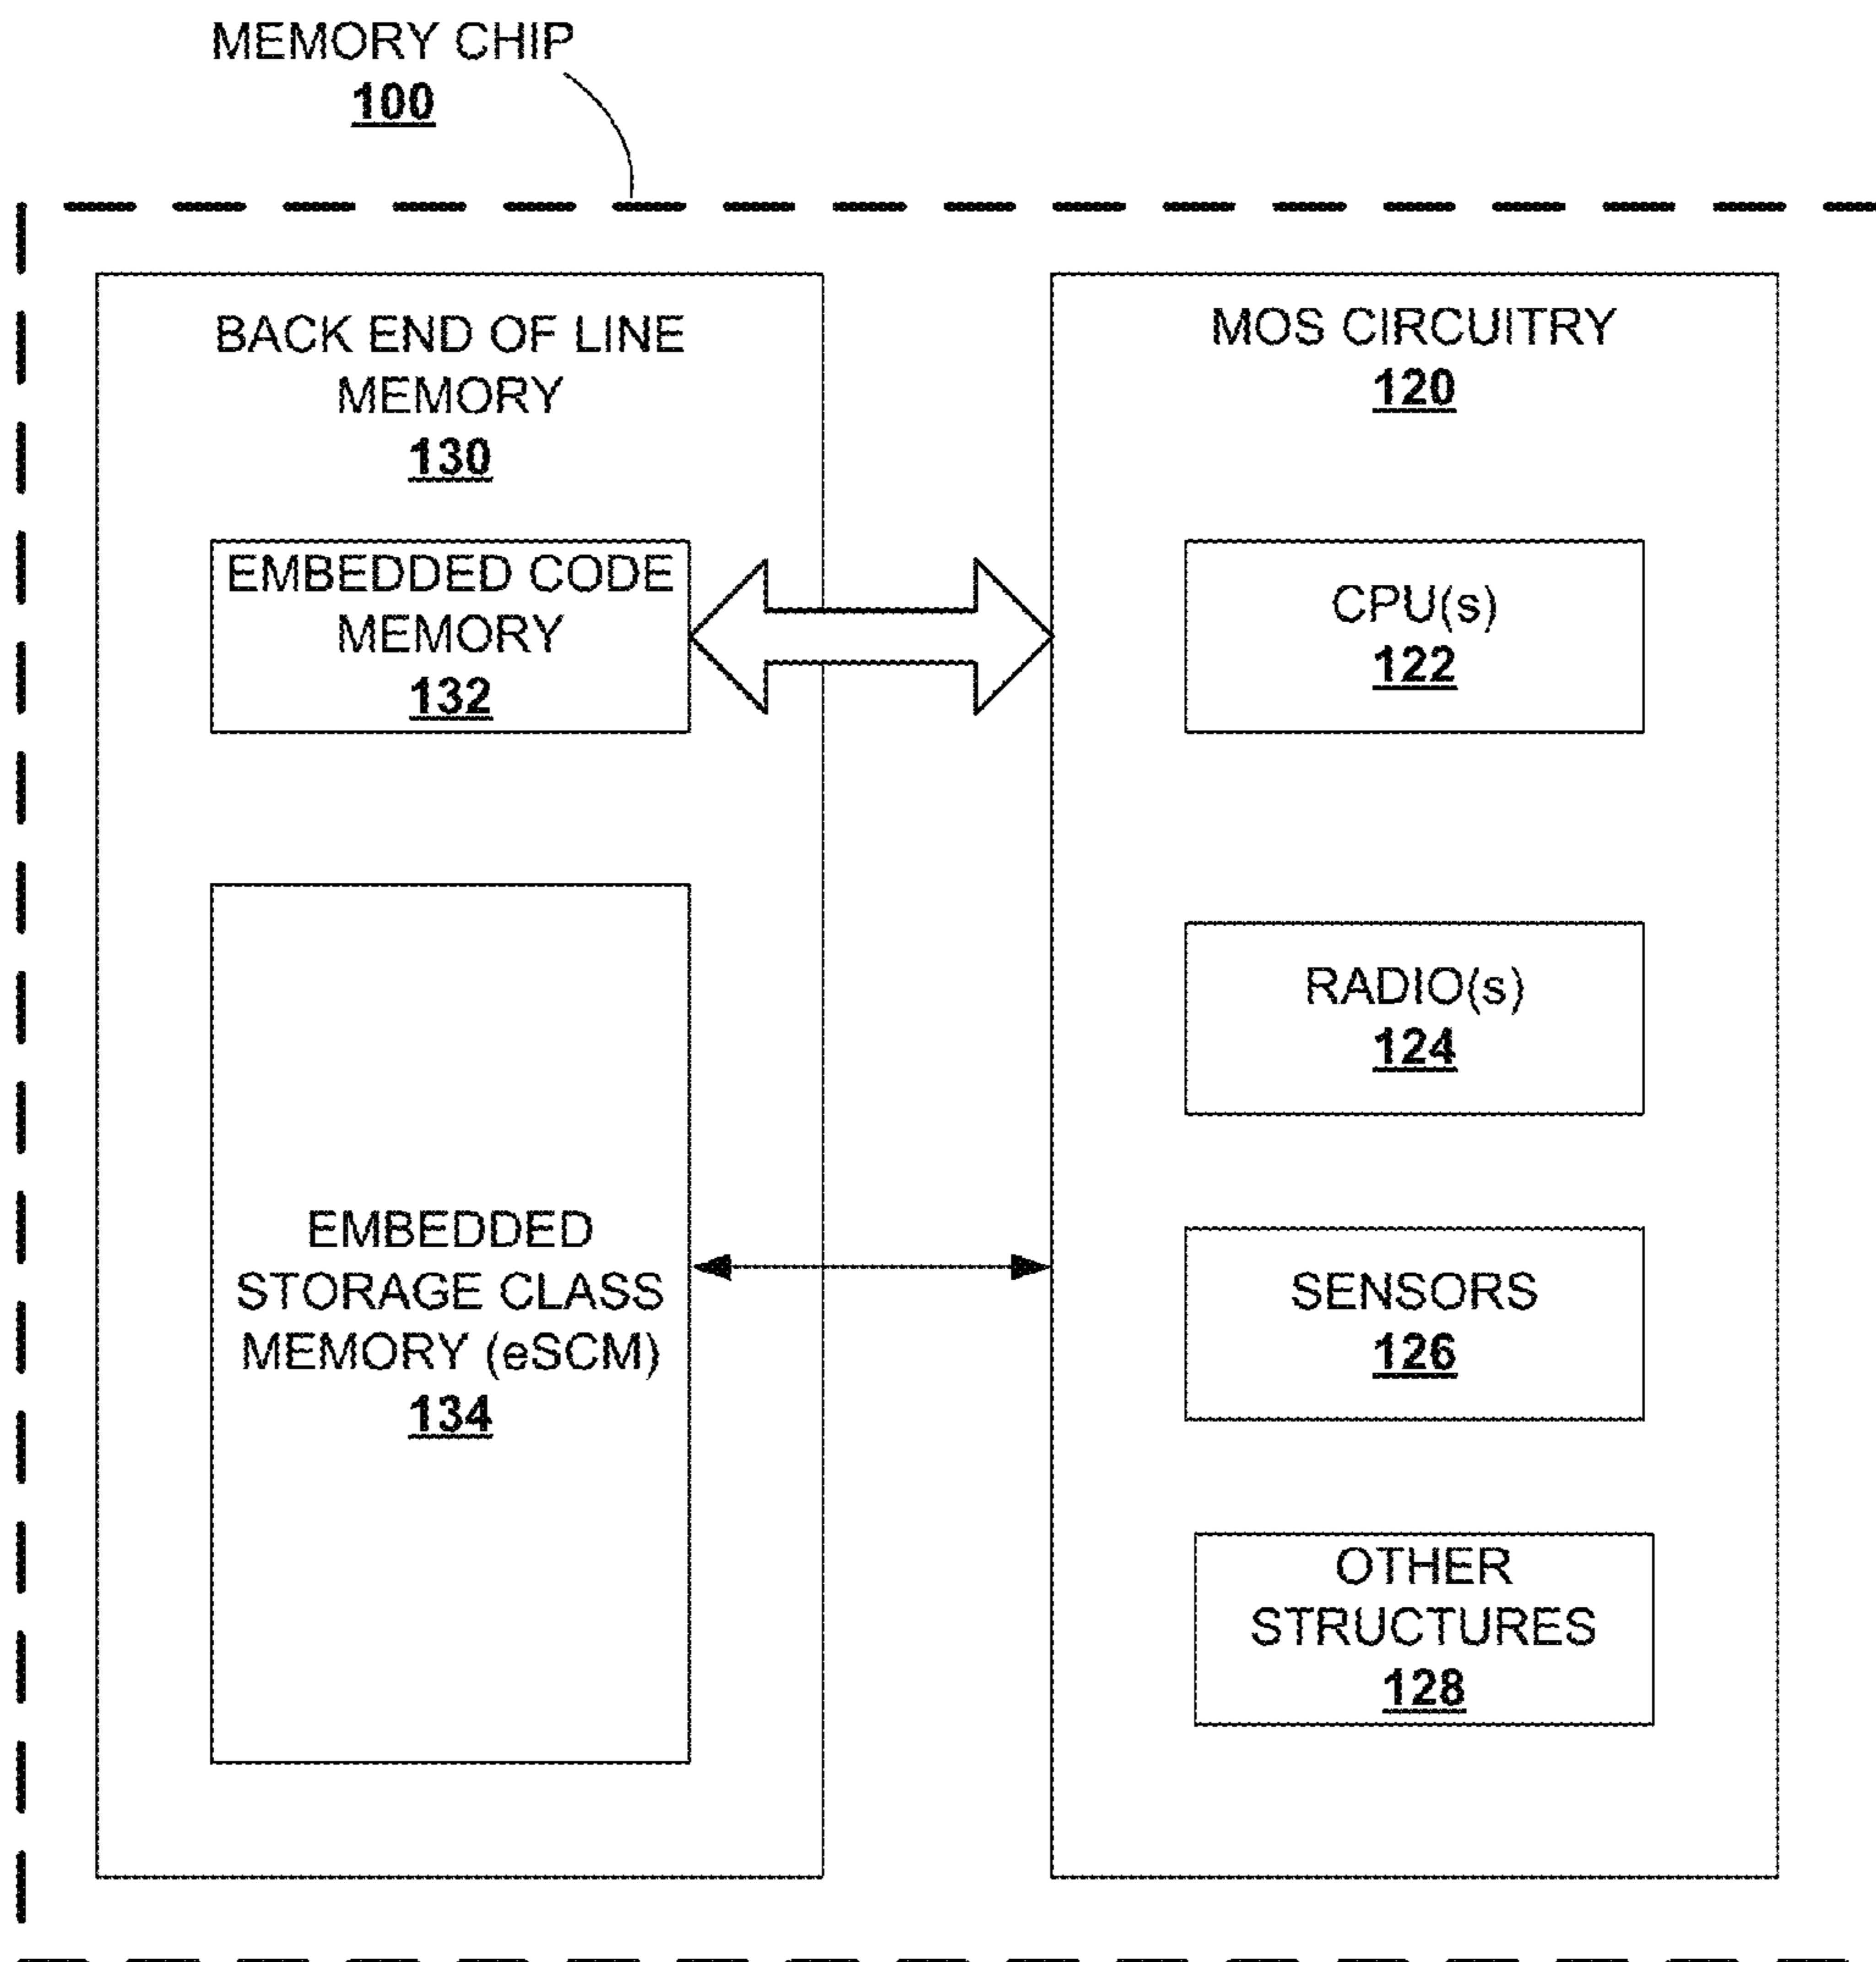 MEMORY CHIP
100
BACK END OF LINE
MEMORY
130
EMBEDDED CODE
MEMORY
132
EMBEDDED
STORAGE CLASS
MEMORY (eSCM)
134
MOS CIRCUITRY
120
CPU(s)
122
RADIO(s)
124
SENSORS
126
OTHER
STRUCTURES
128